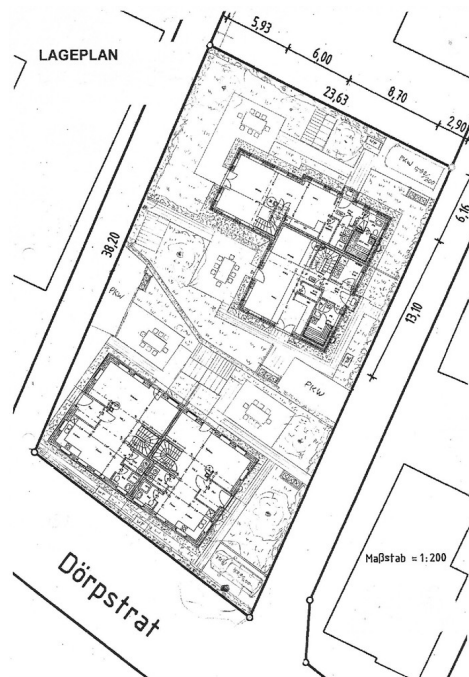 LAGEPLAN
5,93
6,00
23,63
8,70
2,90
6,16
38,20
13,10
PKW
PKW
PKW
Dörpstrat
Maßstab = 1:200